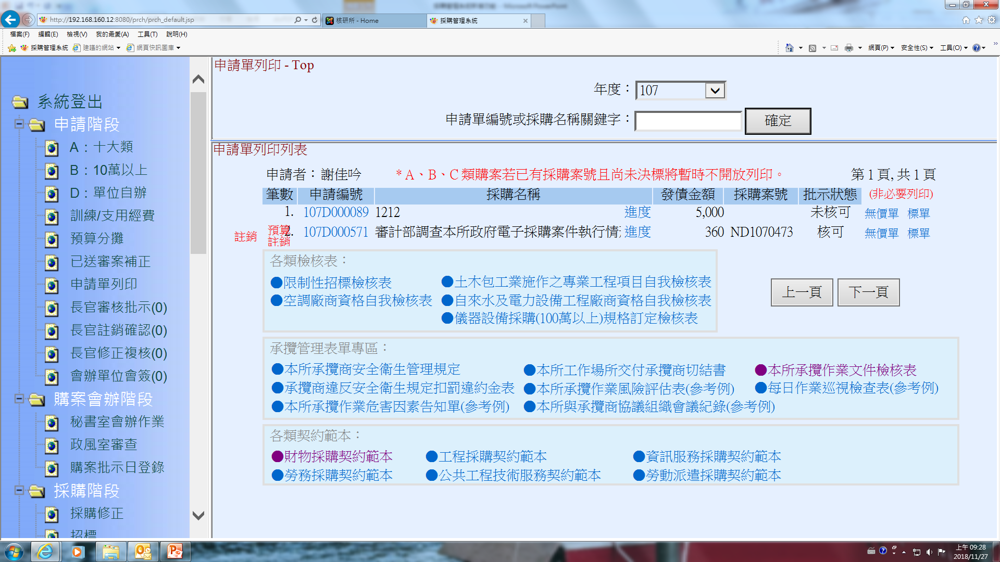 http://192.168.160.12:8080/prch/prch_default.jsp
核研所 - Home
採購管理系統
檔案(F) 編輯(E) 檢視(V) 我的最愛(A) 工具(T) 說明(H)
採購管理系統 建議的網站 網頁快訊圖庫
網頁(P) 安全性(S) 工具(O)
系統登出
申請階段
A：十大類
B：10萬以上
D：單位自辦
訓練/支用經費
預算分攤
已送審案補正
申請單列印
長官審核批示(0)
長官註銷確認(0)
長官修正複核(0)
會辦單位會簽(0)
購案會辦階段
秘書室會辦作業
政風室審查
購案批示日登錄
採購階段
採購修正
招標
申請單列印 - Top
年度： 107
申請單編號或採購名稱關鍵字： 確定
申請單列印列表
申請者： 謝佳吟 * A、B、C 類購案若已有採購案號且尚未決標將暫時不開放列印。 第 1 頁, 共 1 頁
筆數 申請編號 採購名稱 發債金額 採購案號 批示狀態 (非必要列印)
1. 107D000089 1212 進度 5,000 未核可 無價單 標單
註銷 預算註銷 2. 107D000571 審計部調查本所政府電子採購案件執行情 進度 360 ND1070473 核可 無價單 標單
各類檢核表：
●限制性招標檢核表 ●土木包工業施作之專業工程項目自我檢核表
●空調廠商資格自我檢核表 ●自來水及電力設備工程廠商資格自我檢核表
●儀器設備採購(100萬以上)規格訂定檢核表
上一頁 下一頁
承攬管理表單專區：
●本所承攬商安全衛生管理規定 ●本所工作場所交付承攬商切結書 ●本所承攬作業文件檢核表
●承攬商違反安全衛生規定扣罰違約金表 ●本所承攬作業風險評估表(參考例) ●每日作業巡視檢查表(參考例)
●本所承攬作業危害因素告知單(參考例) ●本所與承攬商協議組織會議紀錄(參考例)
各類契約範本：
●財物採購契約範本 ●工程採購契約範本 ●資訊服務採購契約範本
●勞務採購契約範本 ●公共工程技術服務契約範本 ●勞動派遣採購契約範本
上午 09:28
2018/11/27